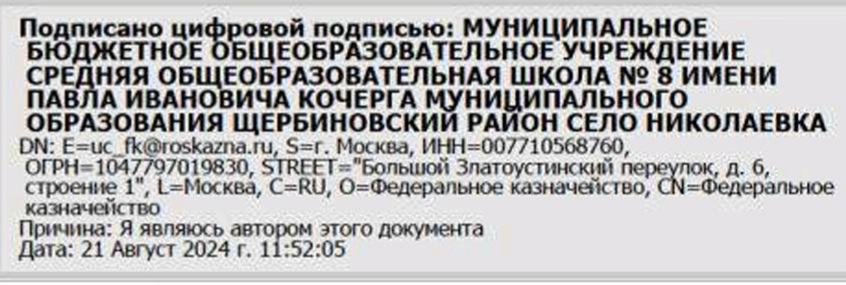 Подписано цифровой подписью: МУНИЦИПАЛЬНОЕ
БЮДЖЕТНОЕ ОБЩЕОБРАЗОВАТЕЛЬНОЕ УЧРЕЖДЕНИЕ
СРЕДНЯЯ ОБЩЕОБРАЗОВАТЕЛЬНАЯ ШКОЛА № 8 ИМЕНИ
ПАВЛА ИВАНОВИЧА КОЧЕРГА МУНИЦИПАЛЬНОГО
ОБРАЗОВАНИЯ ЩЕРБИНОВСКИЙ РАЙОН СЕЛО НИКОЛАЕВКА
DN: E=uc_fk@roskazna.ru, S=г. Москва, ИНН=007710568760,
ОГРН=1047797019830, STREET="Большой Златоустинский переулок, д. 6,
строение 1", L=Москва, C=RU, O=Федеральное казначейство, CN=Федеральное
казначейство
Причина: Я являюсь автором этого документа
Дата: 21 Август 2024 г. 11:52:05